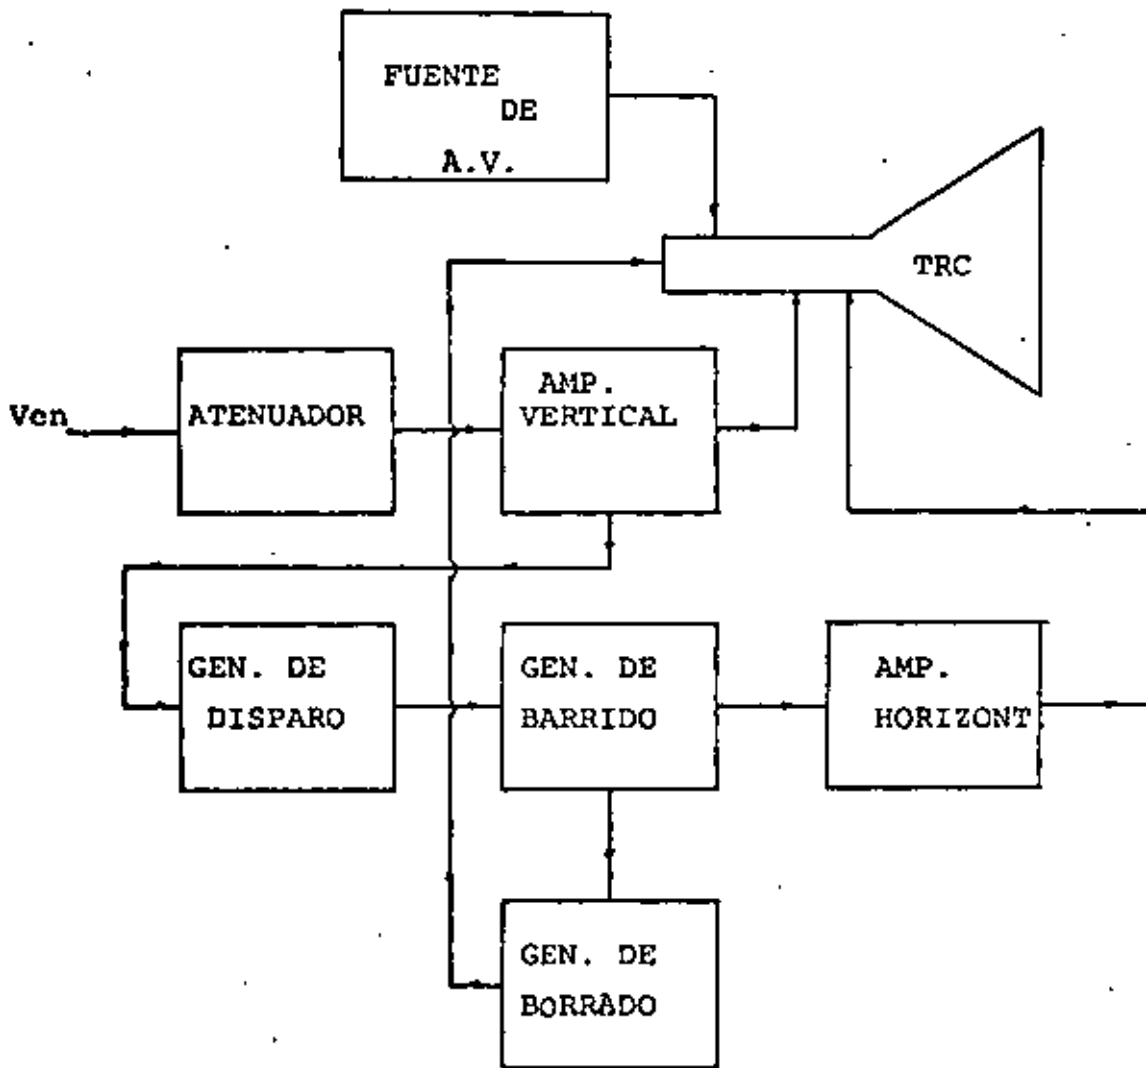 FUENTE
DE
A.V.
TRC
Ven
ATENUADOR
AMP.
VERTICAL
GEN. DE
DISPARO
GEN. DE
BARRIDO
AMP.
HORIZONT
GEN. DE
BORRADO